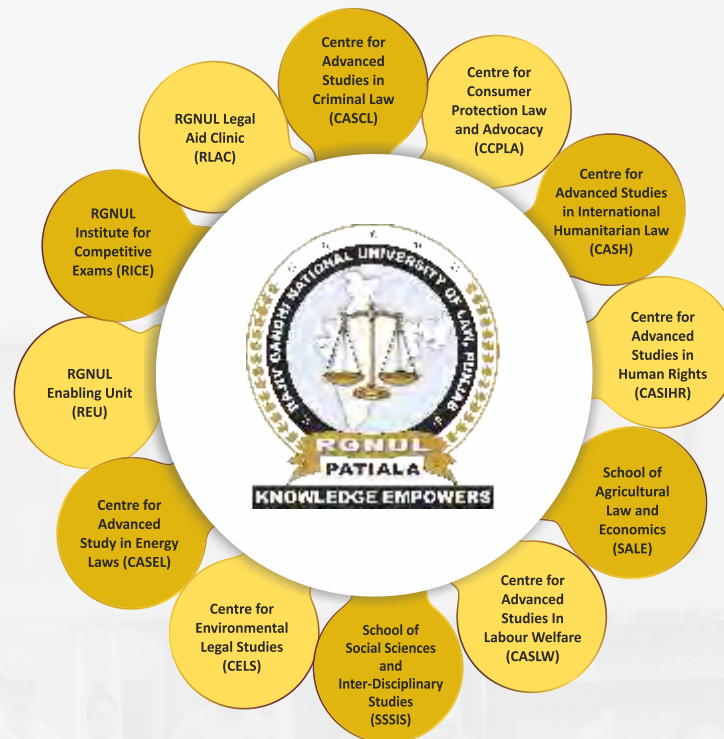 Centre for
Advanced
Studies in
Criminal Law
(CASCL)
Centre for
Consumer
Protection Law
and Advocacy
(CCPLA)
Centre for
Advanced Studies
in International
Humanitarian Law
(CASH)
Centre for
Advanced
Studies in
Human Rights
(CASIHR)
School of
Agricultural
Law and
Economics
(SALE)
Centre for
Advanced
Studies In
Labour Welfare
(CASLW)
School of
Social Sciences
and
Inter-Disciplinary
Studies
(SSSIS)
Centre for
Environmental
Legal Studies
(CELS)
Centre for
Advanced
Study in Energy
Laws (CASEL)
RGNUL
Enabling Unit
(REU)
RGNUL
Institute for
Competitive
Exams (RICE)
RGNUL Legal
Aid Clinic
(RLAC)
RAJIV GANDHI NATIONAL UNIVERSITY OF LAW, PUNJAB
RGNUL
PATIALA
KNOWLEDGE EMPOWERS